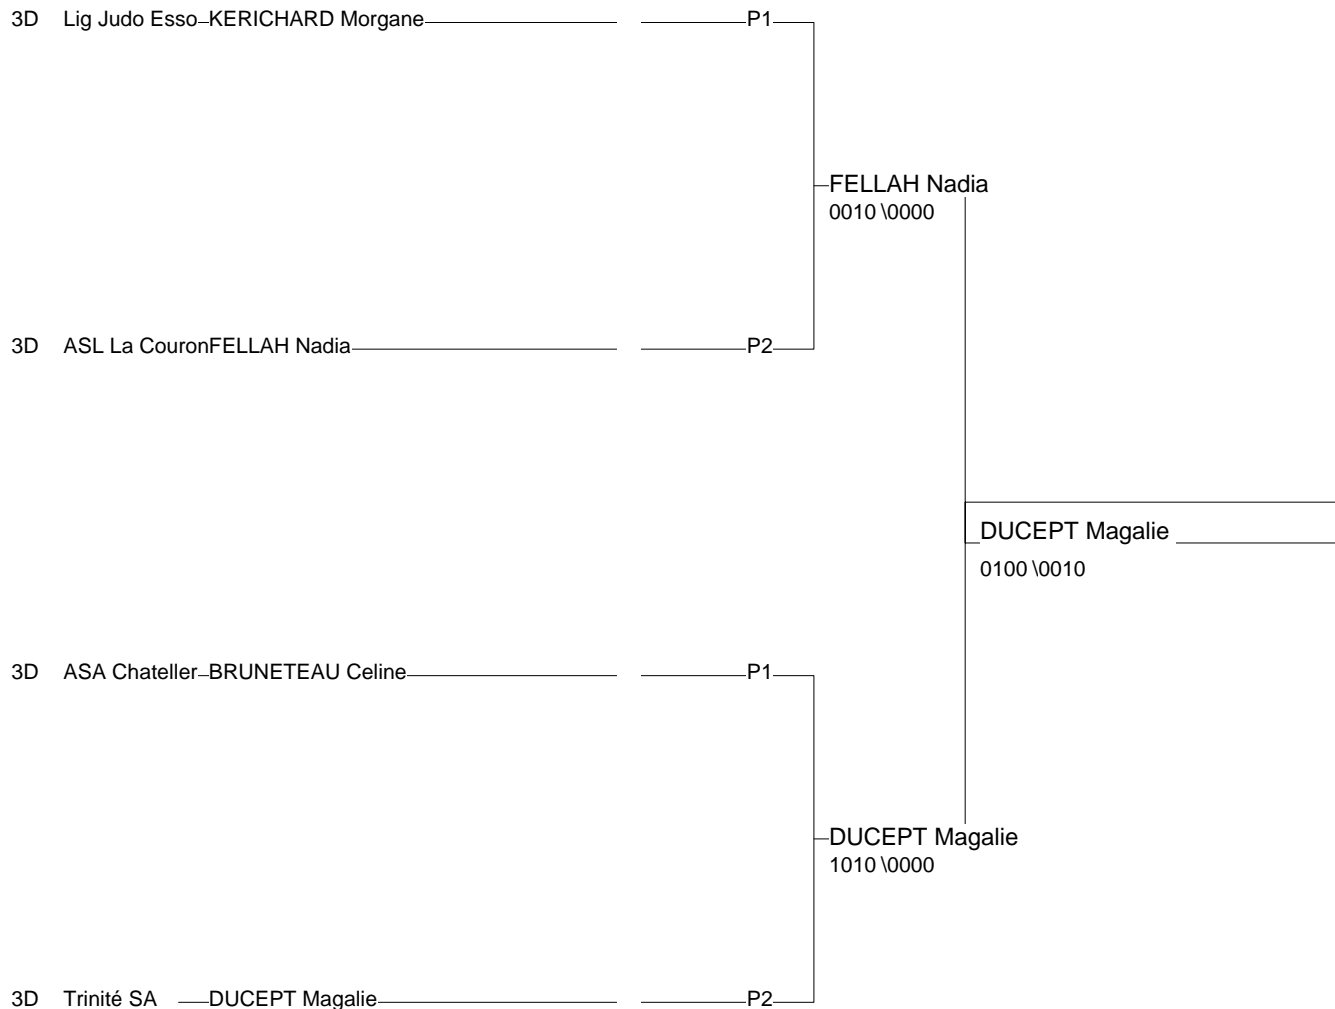 3D Lig Judo Esso KERICHARD Morgane P1
FELLAH Nadia
0010 \0000
3D ASL La Couron FELLAH Nadia P2
DUCEPT Magalie
0100 \0010
3D ASA Chateller BRUNETEAU Celine P1
DUCEPT Magalie
1010 \0000
3D Trinité SA DUCEPT Magalie P2